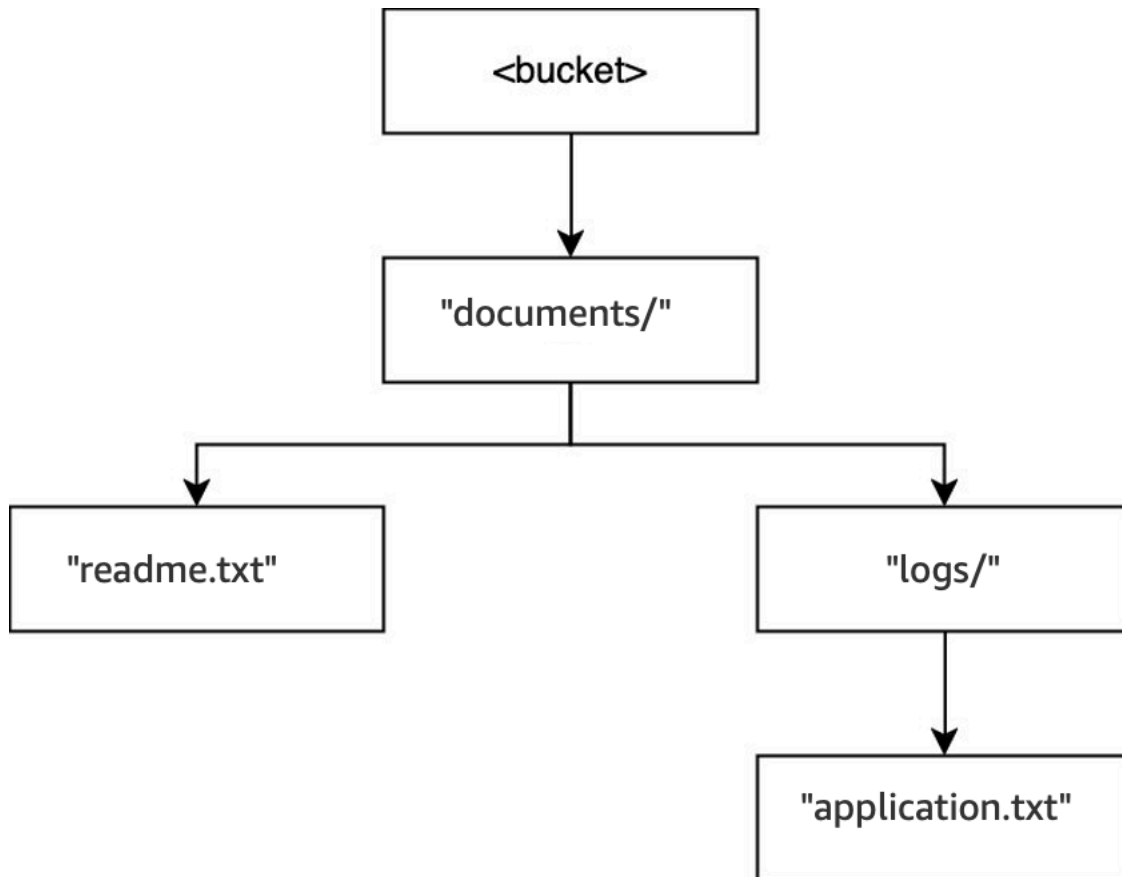 <bucket>
"documents/"
"readme.txt"
"logs/"
"application.txt"